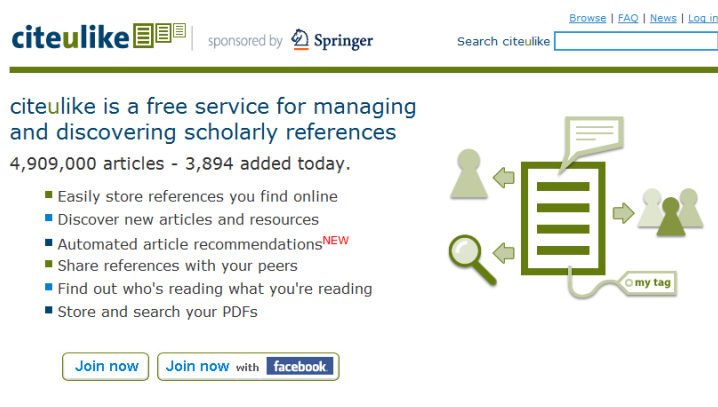 Browse | FAQ | News | Log in
citeulike sponsored by Springer Search citeulike
citeulike is a free service for managing
and discovering scholarly references
4,909,000 articles - 3,894 added today.
Easily store references you find online
Discover new articles and resources
Automated article recommendationsNEW
Share references with your peers
Find out who's reading what you're reading
Store and search your PDFs
my tag
Join now Join now with facebook